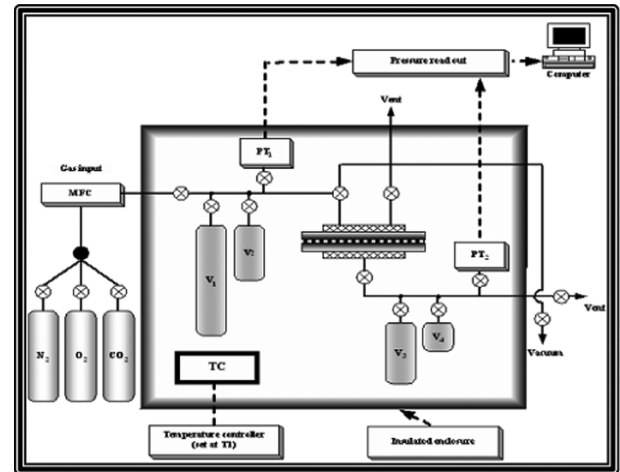 Pressure read out
Computer
Vent
PT1
Gas input
MFC
V1
V2
PT2
N2
O2
CO2
V3
V4
Vent
Vacuum
TC
Temperature controller
(set at T1)
Insulated enclosure